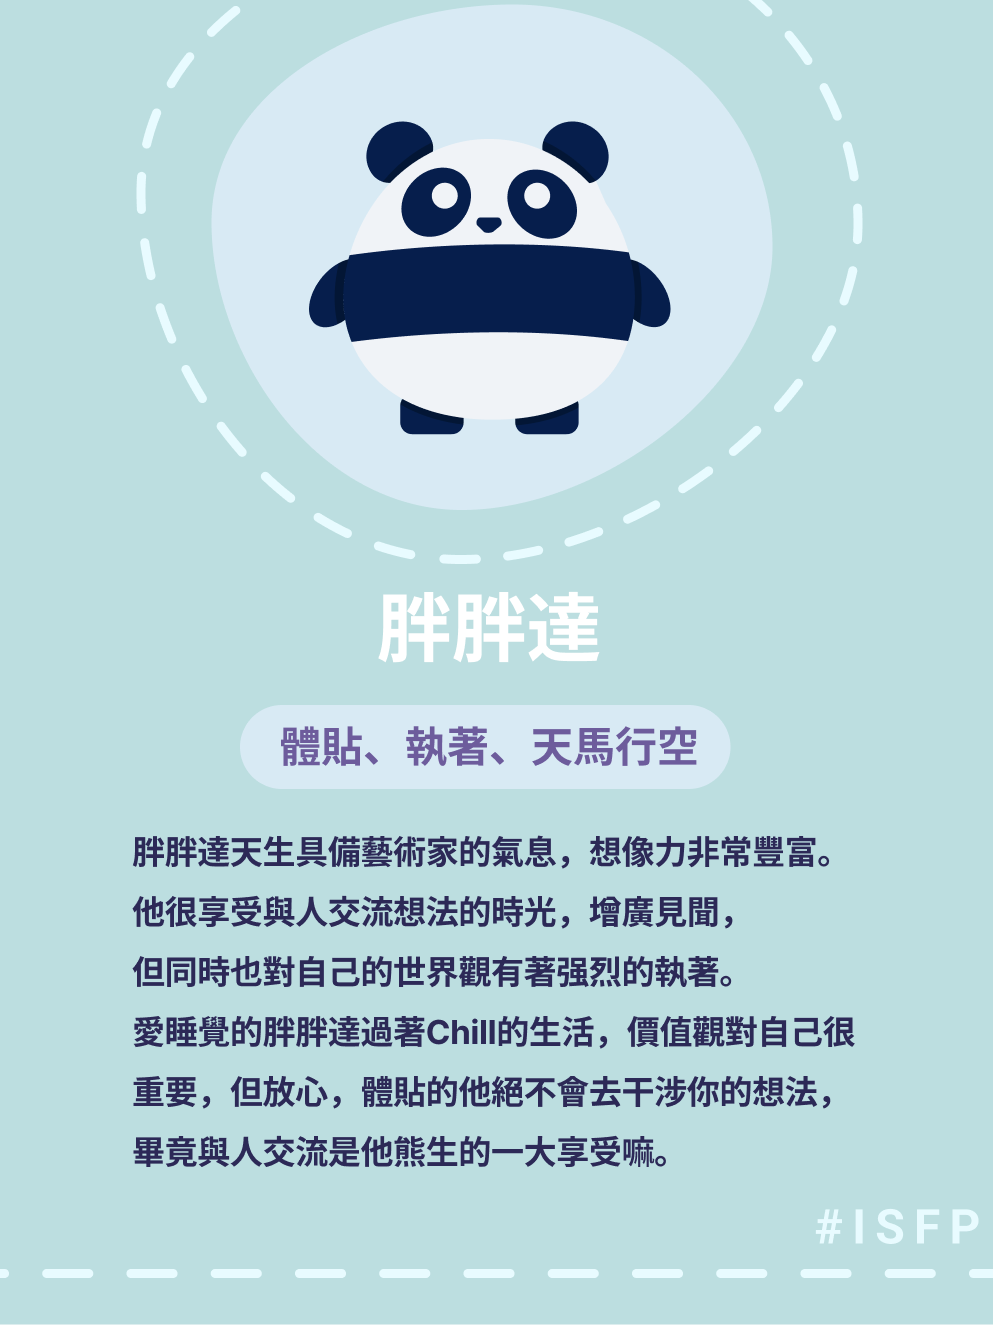 胖胖達
體貼、執著、天馬行空
胖胖達天生具備藝術家的氣息，想像力非常豐富。
他很享受與人交流想法的時光，增廣見聞，
但同時也對自己的世界觀有著强烈的執著。
愛睡覺的胖胖達過著Chill的生活，價值觀對自己很
重要，但放心，體貼的他絕不會去干涉你的想法，
畢竟與人交流是他熊生的一大享受嘛。
#ISFP